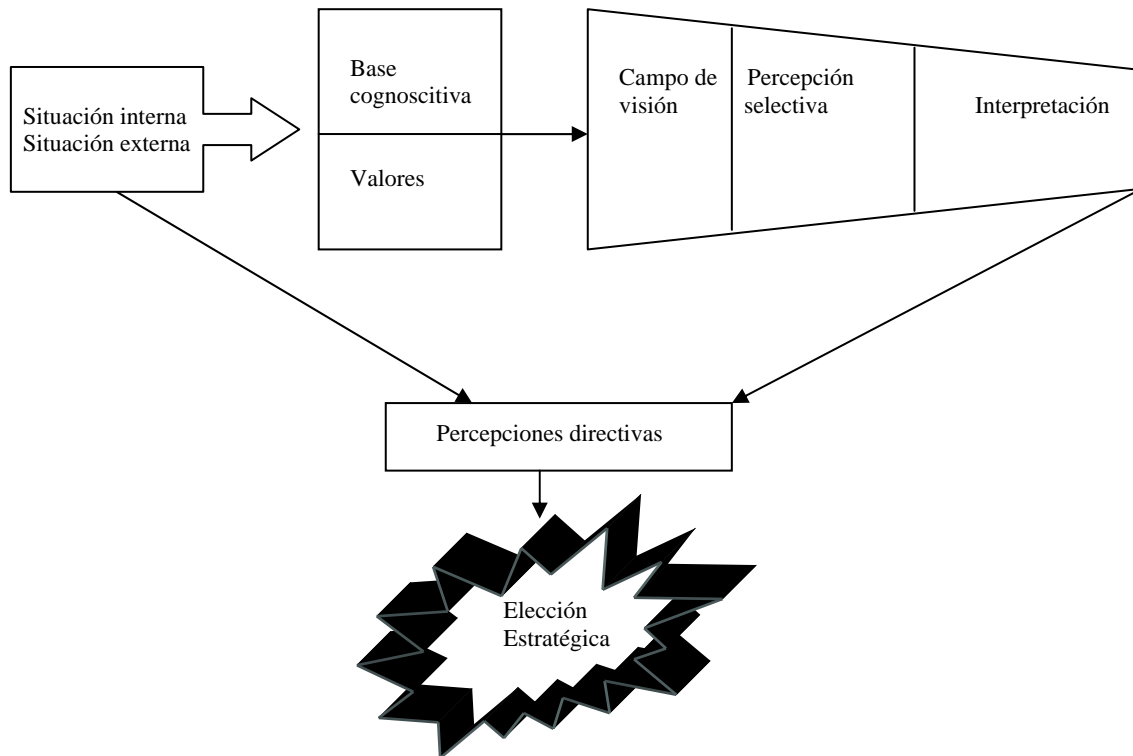 Situación interna
Situación externa
Base
cognoscitiva
Valores
Campo de
visión
Percepción
selectiva
Interpretación
Percepciones directivas
Elección
Estratégica